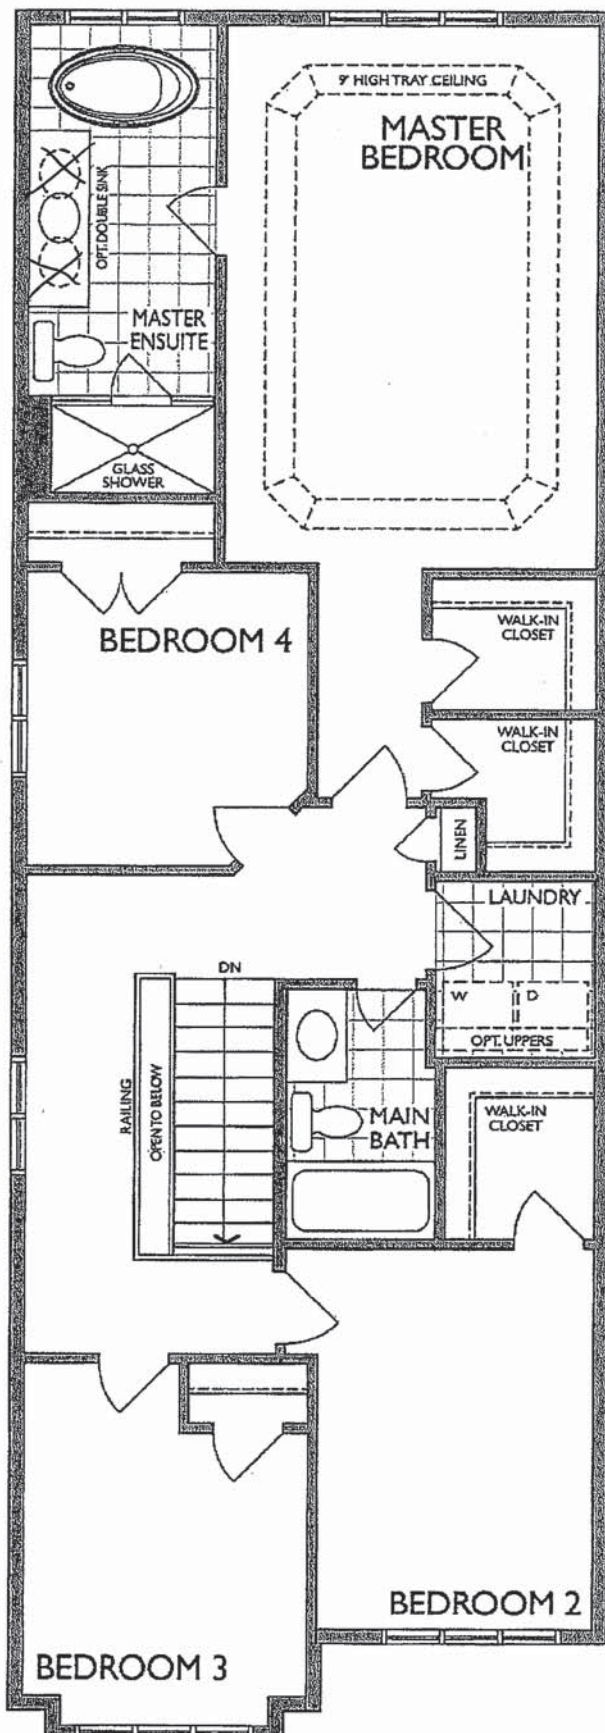 9' HIGH TRAY CEILING
MASTER
BEDROOM
OPT. DOUBLE SINK
MASTER
ENSUITE
GLASS
SHOWER
BEDROOM 4
WALK-IN
CLOSET
WALK-IN
CLOSET
LINEN
LAUNDRY
W
D
OPT. UPPERS
DN
RAILING
OPEN TO BELOW
MAIN
BATH
WALK-IN
CLOSET
BEDROOM 2
BEDROOM 3